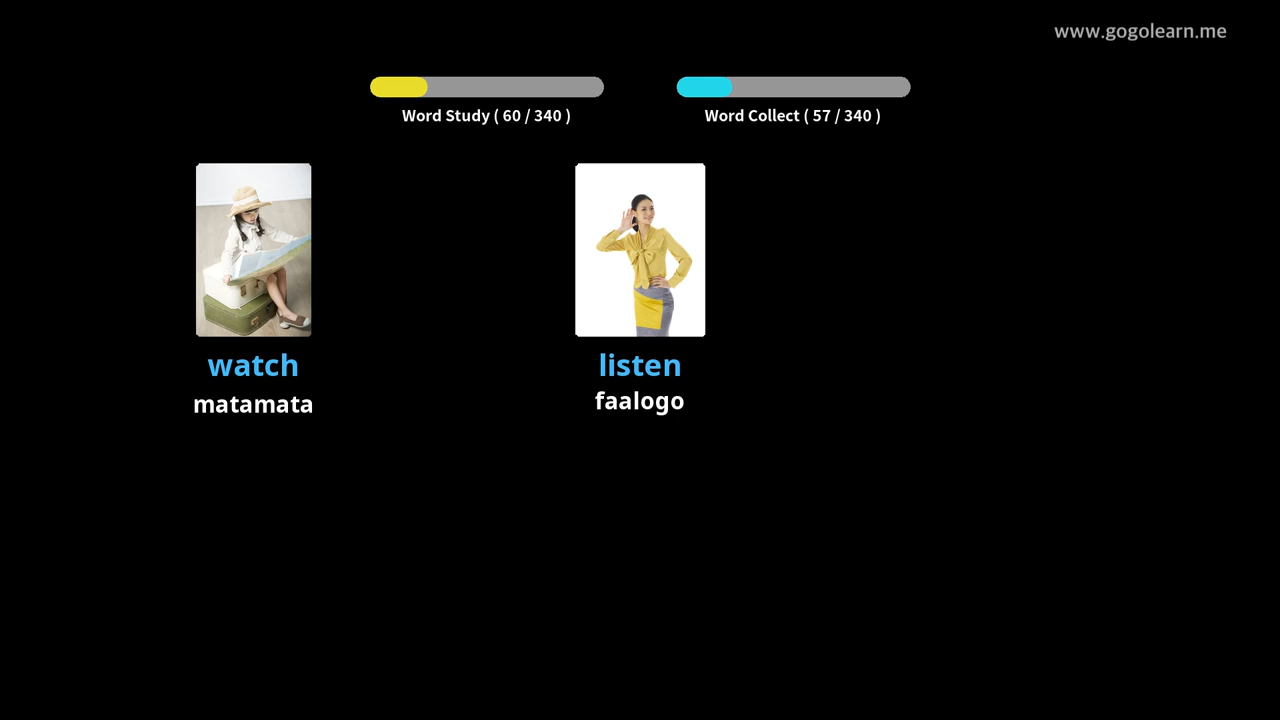 www.gogolearn.me
Word Study ( 60 / 340 )
Word Collect ( 57 / 340 )
watch
matamata
listen
faalogo